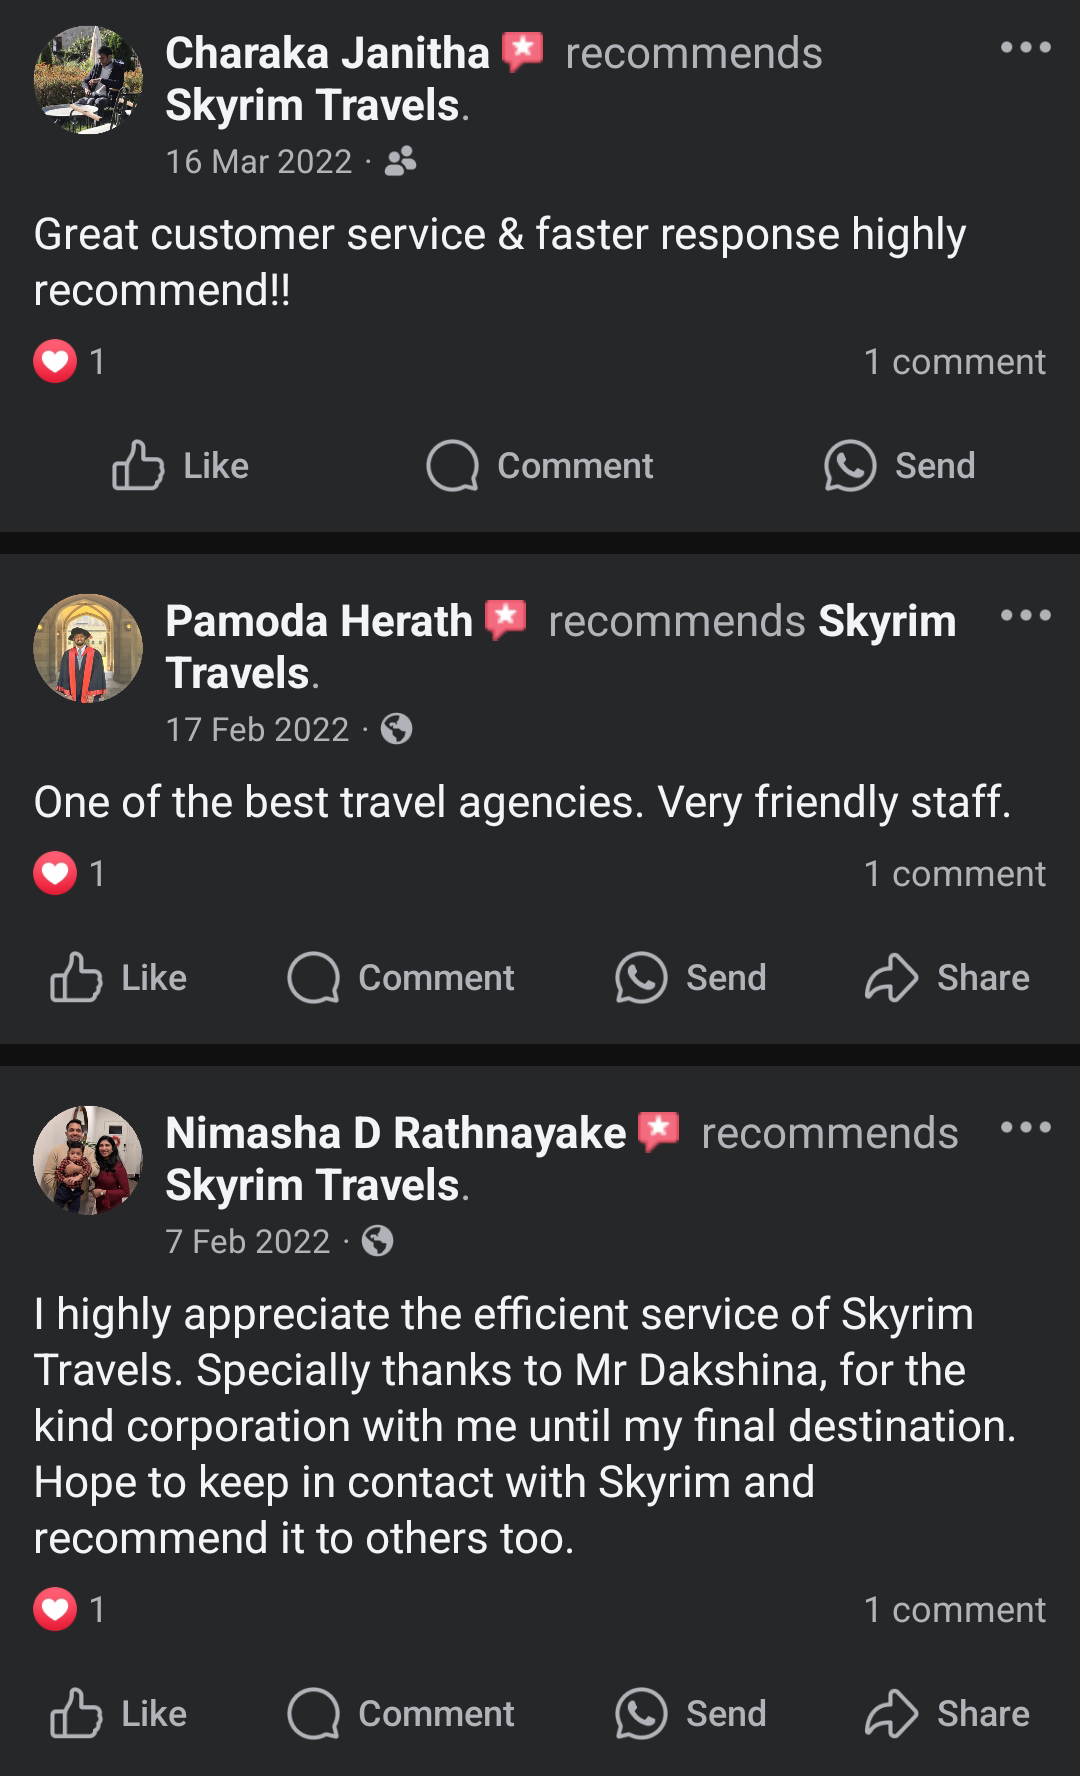 Charaka Janitha recommends
Skyrim Travels.
16 Mar 2022 ·
Great customer service & faster response highly
recommend!!
1 1 comment
Like Comment Send
Pamoda Herath recommends Skyrim
Travels.
17 Feb 2022 ·
One of the best travel agencies. Very friendly staff.
1 1 comment
Like Comment Send Share
Nimasha D Rathnayake recommends
Skyrim Travels.
7 Feb 2022 ·
I highly appreciate the efficient service of Skyrim
Travels. Specially thanks to Mr Dakshina, for the
kind corporation with me until my final destination.
Hope to keep in contact with Skyrim and
recommend it to others too.
1 1 comment
Like Comment Send Share